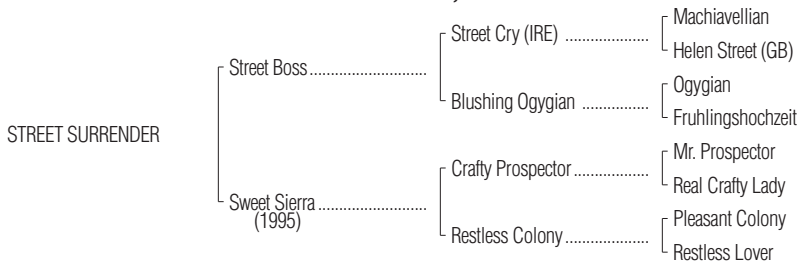 Machiavellian
Street Cry (IRE) ..................
Helen Street (GB)
Street Boss.........................
Ogygian
Blushing Ogygian ..............
Fruhlingshochzeit
STREET SURRENDER
Mr. Prospector
Crafty Prospector................
Real Crafty Lady
Sweet Sierra.......................
(1995)
Pleasant Colony
Restless Colony..................
Restless Lover